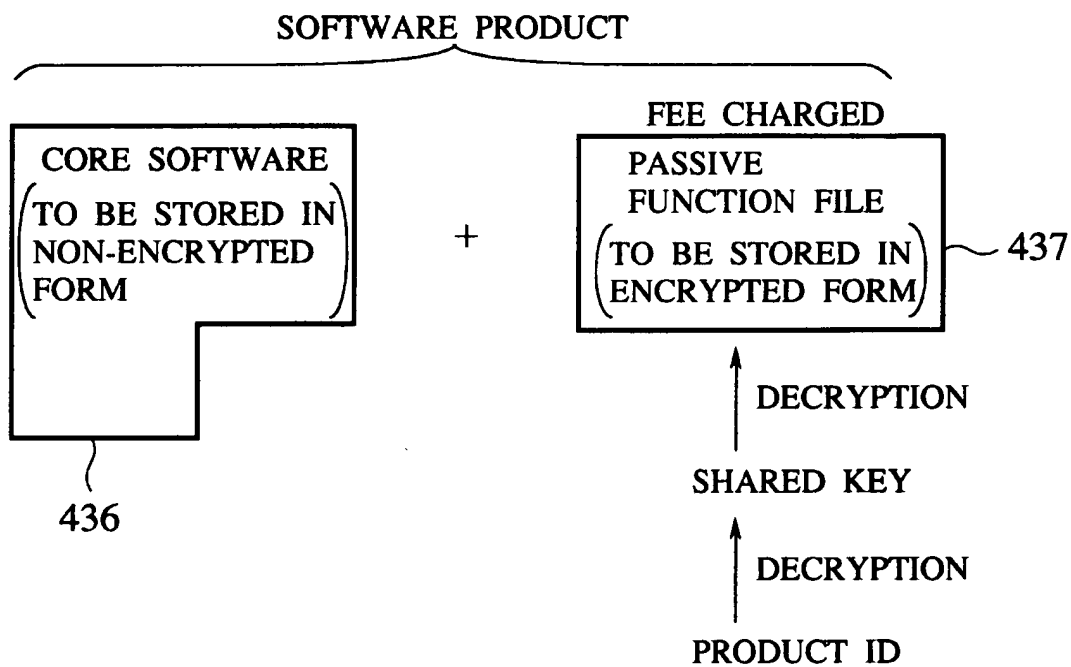 SOFTWARE PRODUCT
FEE CHARGED
CORE SOFTWARE
(TO BE STORED IN
NON-ENCRYPTED
FORM)
436
+
PASSIVE
FUNCTION FILE
(TO BE STORED IN
ENCRYPTED FORM)
437
DECRYPTION
SHARED KEY
DECRYPTION
PRODUCT ID